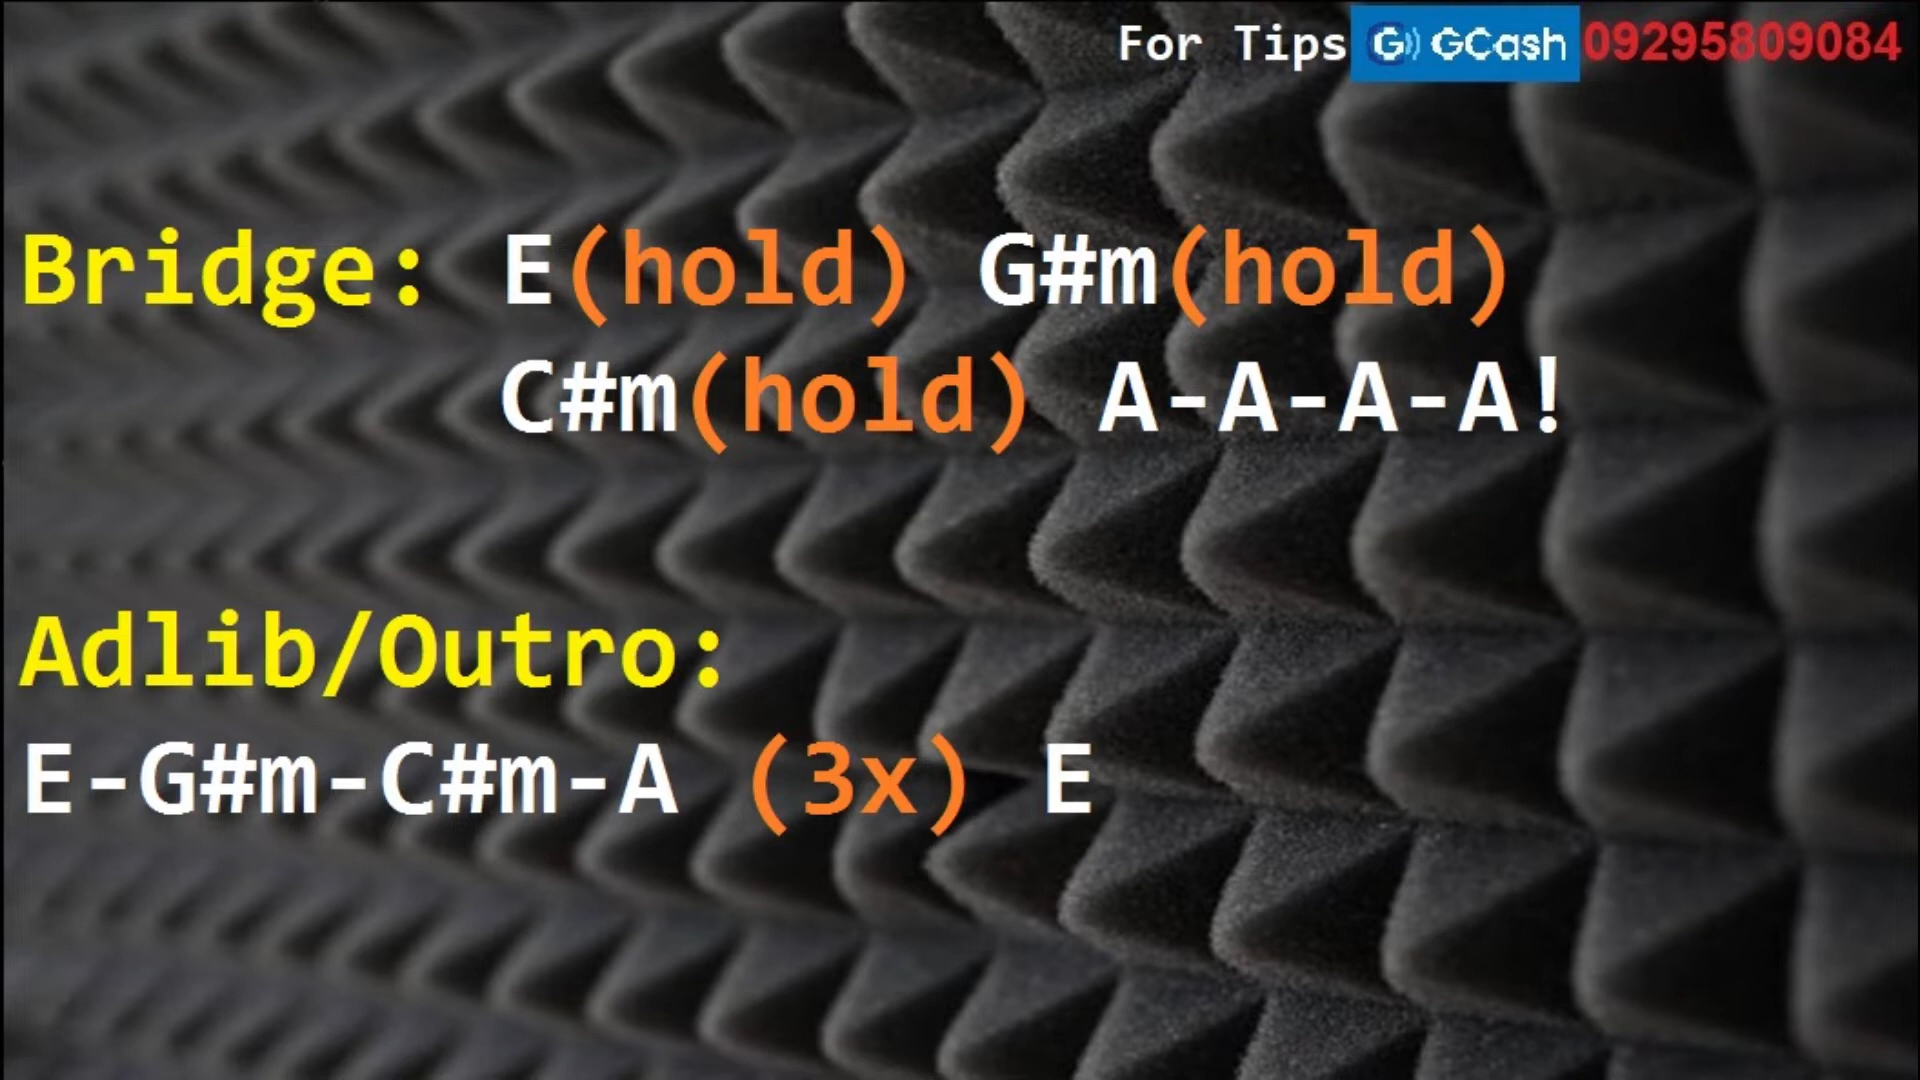 For Tips G GCash 09295809084
Bridge: E(hold) G#m(hold)
C#m(hold) A-A-A-A!
Adlib/Outro:
E-G#m-C#m-A (3x) E